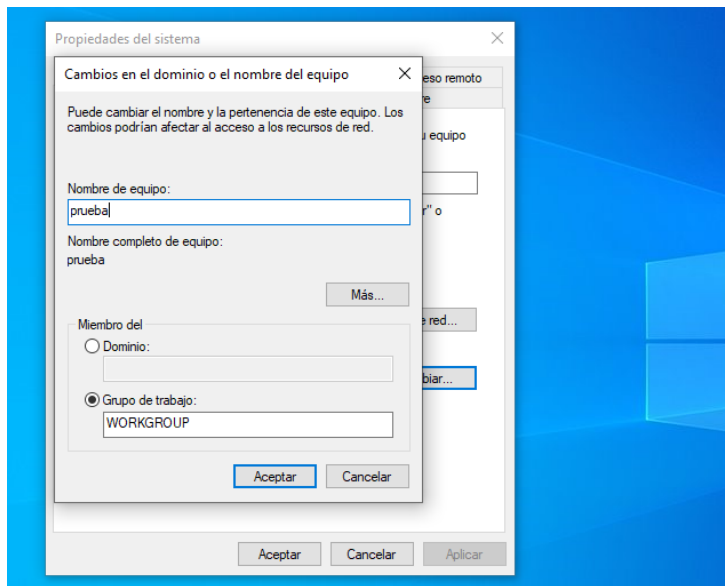 Propiedades del sistema
Cambios en el dominio o el nombre del equipo
eso remoto
re
Puede cambiar el nombre y la pertenencia de este equipo. Los
cambios podrían afectar al acceso a los recursos de red.
u equipo
Nombre de equipo:
prueba
r" o
Nombre completo de equipo:
prueba
Más...
e red...
Miembro del
Dominio:
biar...
Grupo de trabajo:
WORKGROUP
Aceptar Cancelar
Aceptar Cancelar Aplicar